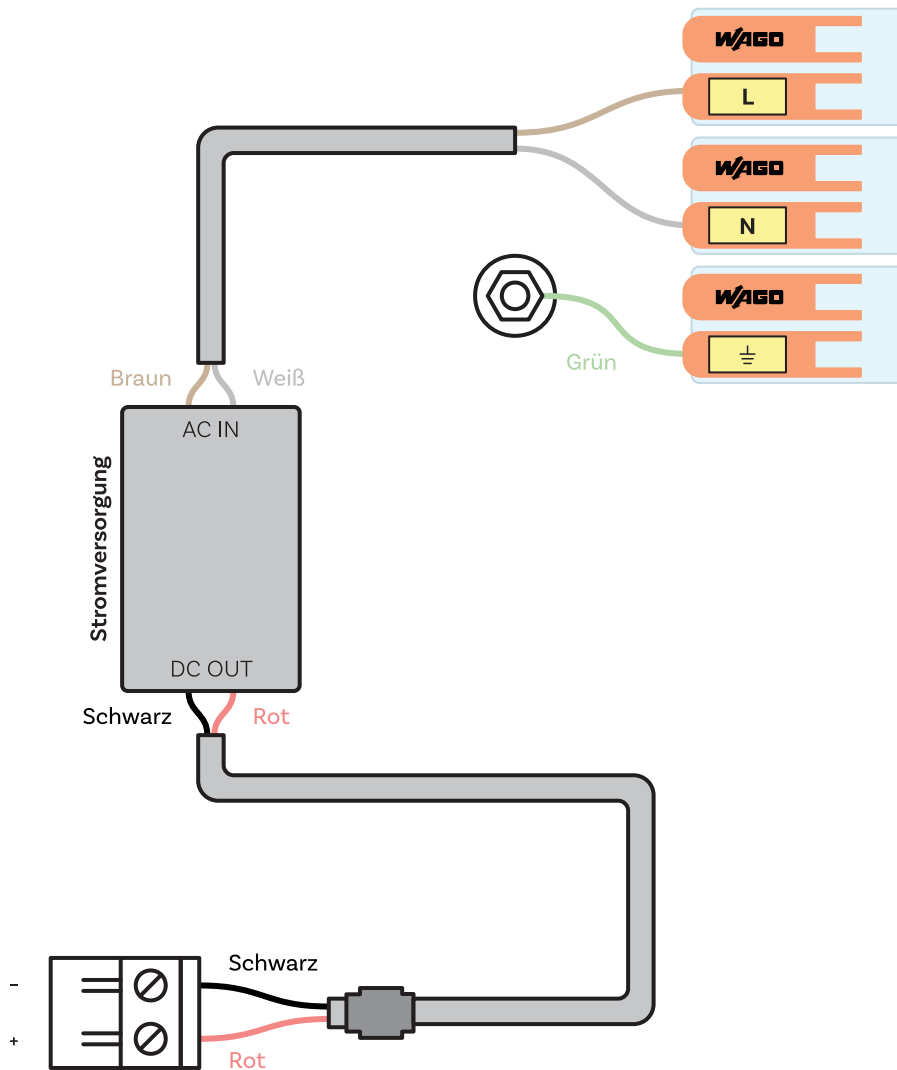 WAGO
L
WAGO
N
WAGO
Grün
Braun
Weiß
AC IN
Stromversorgung
DC OUT
Schwarz
Rot
Schwarz
-
+
Rot